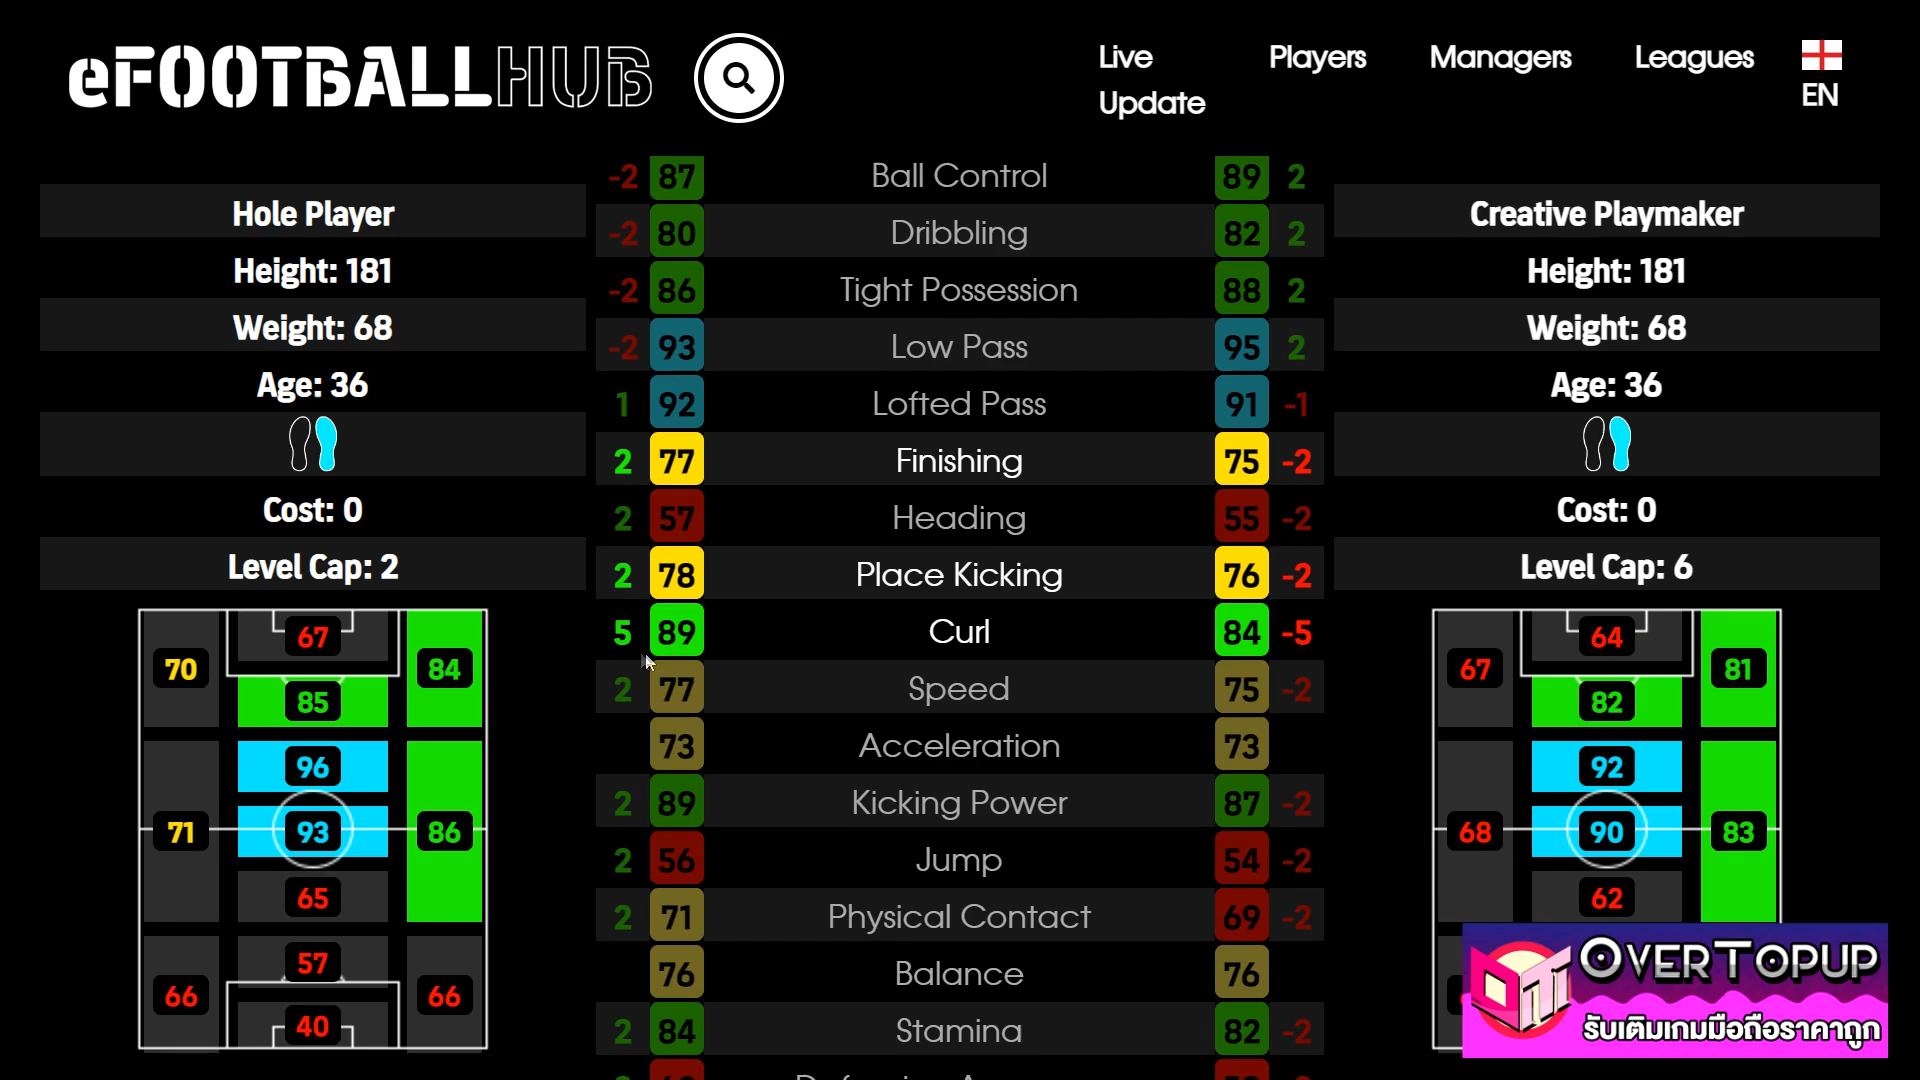 eFOOTBALLHUB
Live Update
Players
Managers
Leagues
EN
Hole Player
Height: 181
Weight: 68
Age: 36
Cost: 0
Level Cap: 2
70
67
84
85
96
71
93
86
65
57
66
66
40
-2 87 Ball Control 89 2
-2 80 Dribbling 82 2
-2 86 Tight Possession 88 2
-2 93 Low Pass 95 2
1 92 Lofted Pass 91 -1
2 77 Finishing 75 -2
2 57 Heading 55 -2
2 78 Place Kicking 76 -2
5 89 Curl 84 -5
2 77 Speed 75 -2
73 Acceleration 73
2 89 Kicking Power 87 -2
2 56 Jump 54 -2
2 71 Physical Contact 69 -2
76 Balance 76
2 84 Stamina 82 -2
Creative Playmaker
Height: 181
Weight: 68
Age: 36
Cost: 0
Level Cap: 6
67
64
81
82
92
68
90
83
62
OVERTOPUP
รับเติมเกมมือถือราคาถูก